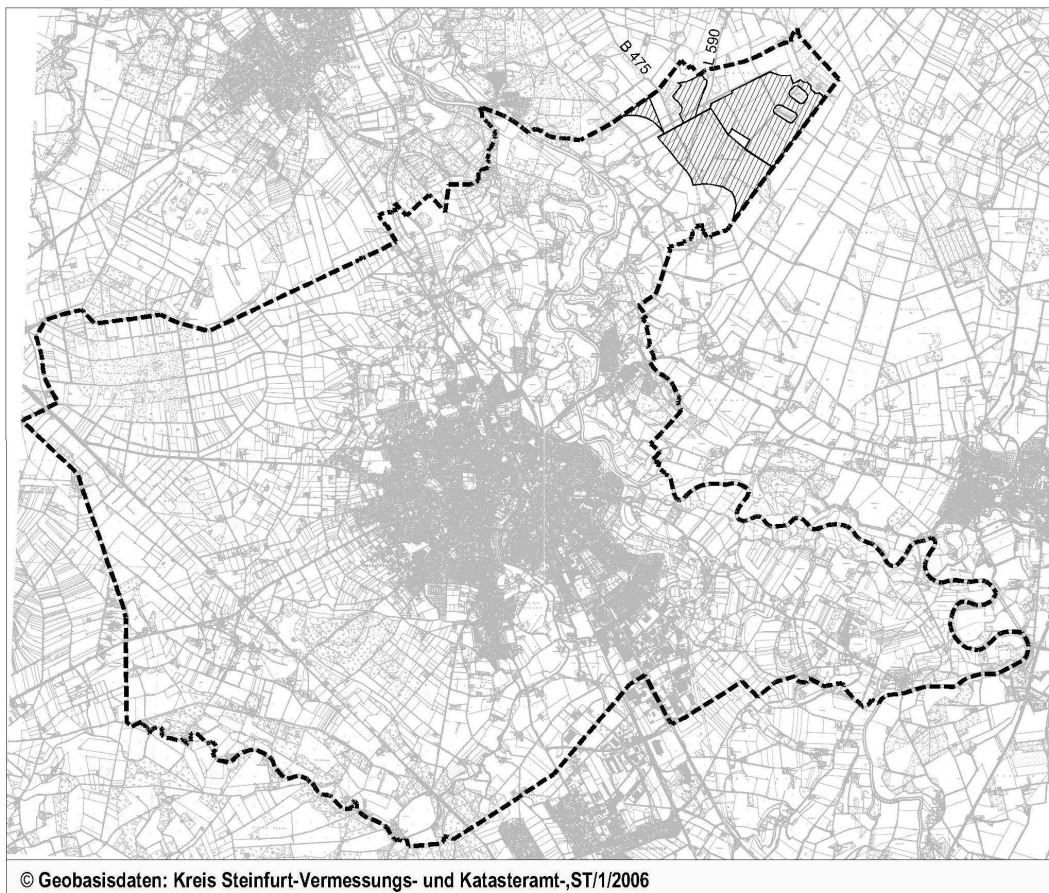 B 475
L 590
© Geobasisdaten: Kreis Steinfurt-Vermessungs- und Katasteramt-,ST/1/2006